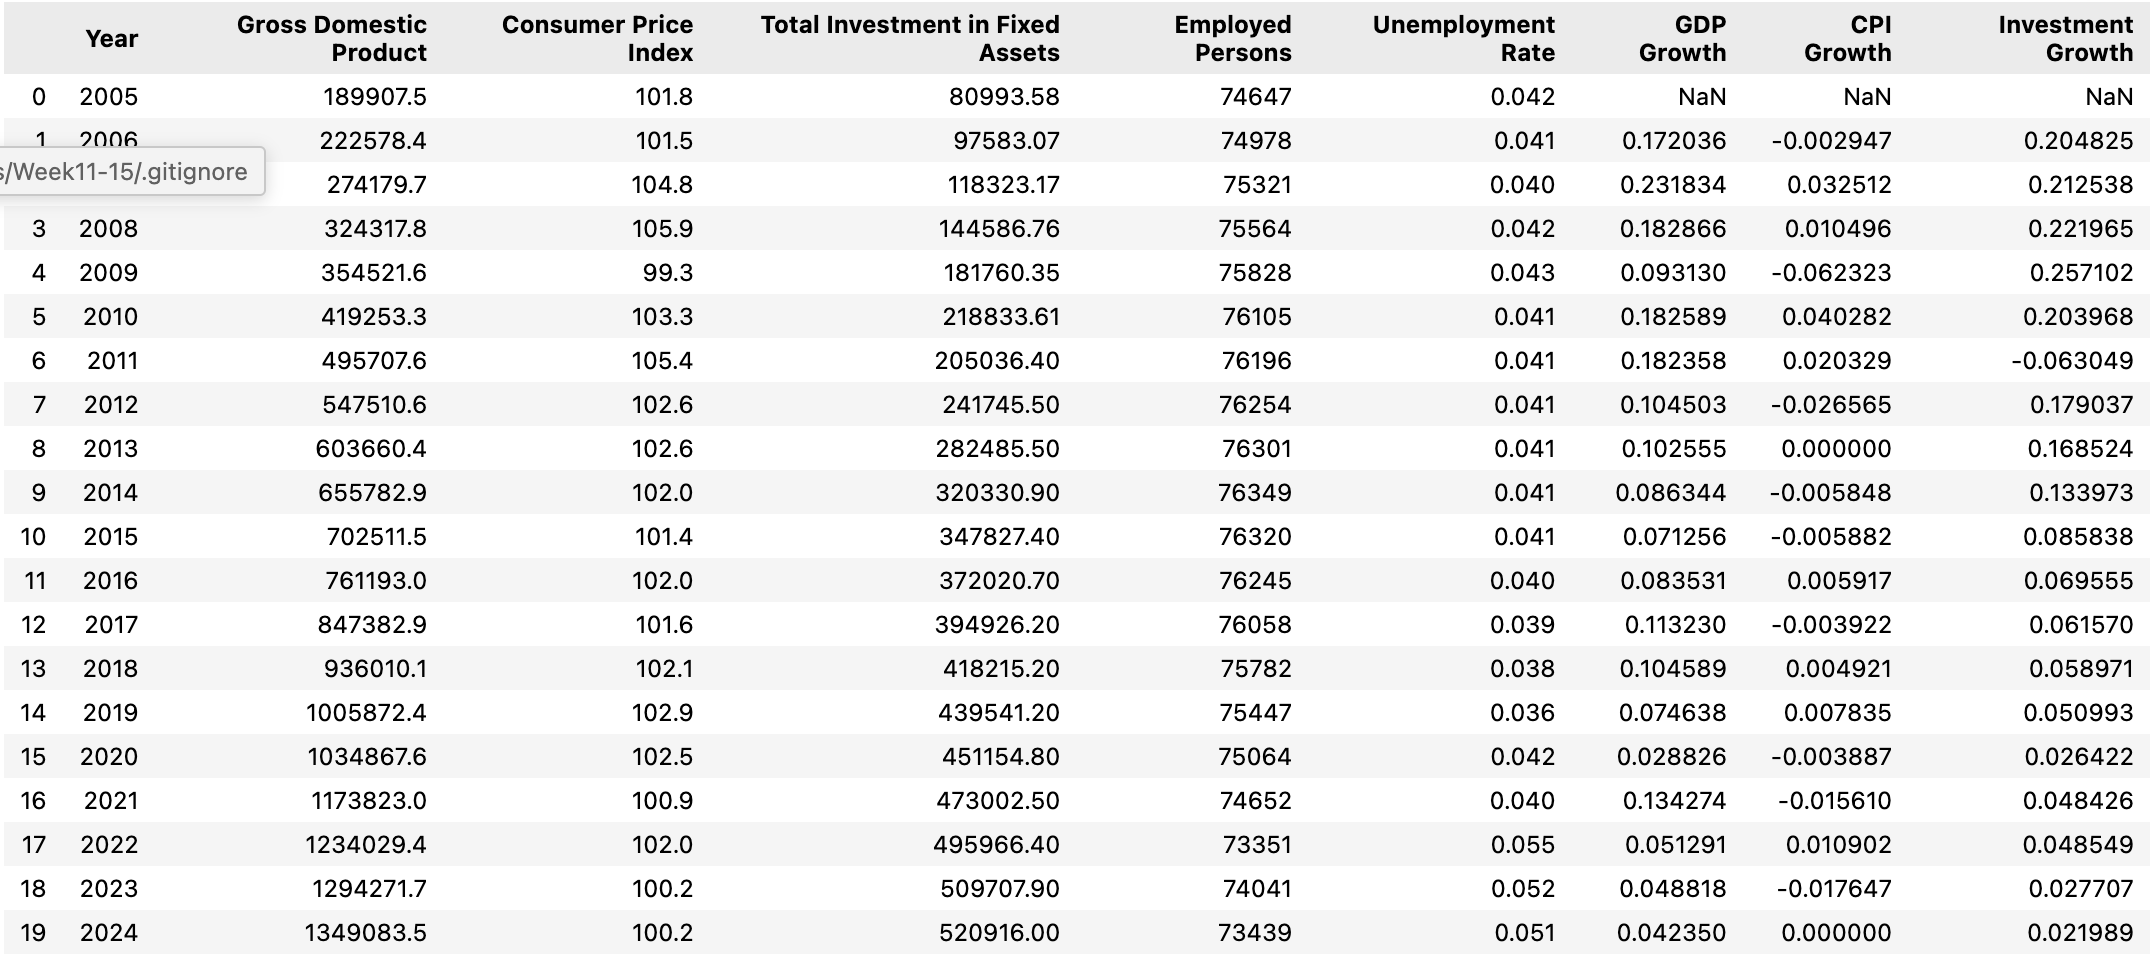 Year Gross Domestic Product Consumer Price Index Total Investment in Fixed Assets Employed Persons Unemployment Rate GDP Growth CPI Growth Investment Growth
0 2005 189907.5 101.8 80993.58 74647 0.042 NaN NaN NaN
1 2006 222578.4 101.5 97583.07 74978 0.041 0.172036 -0.002947 0.204825
s/Week11-15/.gitignore 274179.7 104.8 118323.17 75321 0.040 0.231834 0.032512 0.212538
3 2008 324317.8 105.9 144586.76 75564 0.042 0.182866 0.010496 0.221965
4 2009 354521.6 99.3 181760.35 75828 0.043 0.093130 -0.062323 0.257102
5 2010 419253.3 103.3 218833.61 76105 0.041 0.182589 0.040282 0.203968
6 2011 495707.6 105.4 205036.40 76196 0.041 0.182358 0.020329 -0.063049
7 2012 547510.6 102.6 241745.50 76254 0.041 0.104503 -0.026565 0.179037
8 2013 603660.4 102.6 282485.50 76301 0.041 0.102555 0.000000 0.168524
9 2014 655782.9 102.0 320330.90 76349 0.041 0.086344 -0.005848 0.133973
10 2015 702511.5 101.4 347827.40 76320 0.041 0.071256 -0.005882 0.085838
11 2016 761193.0 102.0 372020.70 76245 0.040 0.083531 0.005917 0.069555
12 2017 847382.9 101.6 394926.20 76058 0.039 0.113230 -0.003922 0.061570
13 2018 936010.1 102.1 418215.20 75782 0.038 0.104589 0.004921 0.058971
14 2019 1005872.4 102.9 439541.20 75447 0.036 0.074638 0.007835 0.050993
15 2020 1034867.6 102.5 451154.80 75064 0.042 0.028826 -0.003887 0.026422
16 2021 1173823.0 100.9 473002.50 74652 0.040 0.134274 -0.015610 0.048426
17 2022 1234029.4 102.0 495966.40 73351 0.055 0.051291 0.010902 0.048549
18 2023 1294271.7 100.2 509707.90 74041 0.052 0.048818 -0.017647 0.027707
19 2024 1349083.5 100.2 520916.00 73439 0.051 0.042350 0.000000 0.021989